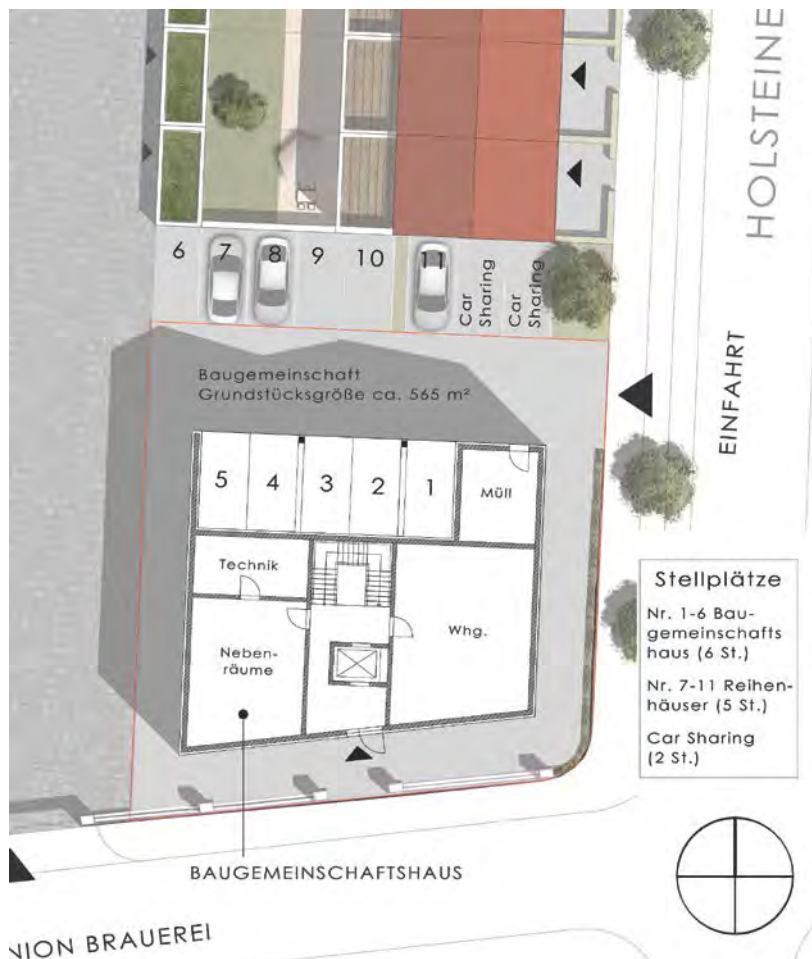 HOLSTEINE
6
7
8
9
10
11
Car
Sharing
Car
Sharing
Baugemeinschaft
Grundstücksgröße ca. 565 m²
EINFAHRT
5
4
3
2
1
Müll
Technik
Whg.
Neben-
räume
Stellplätze
Nr. 1-6 Bau-
gemeinschafts
haus (6 St.)
Nr. 7-11 Reihen-
häuser (5 St.)
Car Sharing
(2 St.)
BAUGEMEINSCHAFTSHAUS
NION BRAUEREI